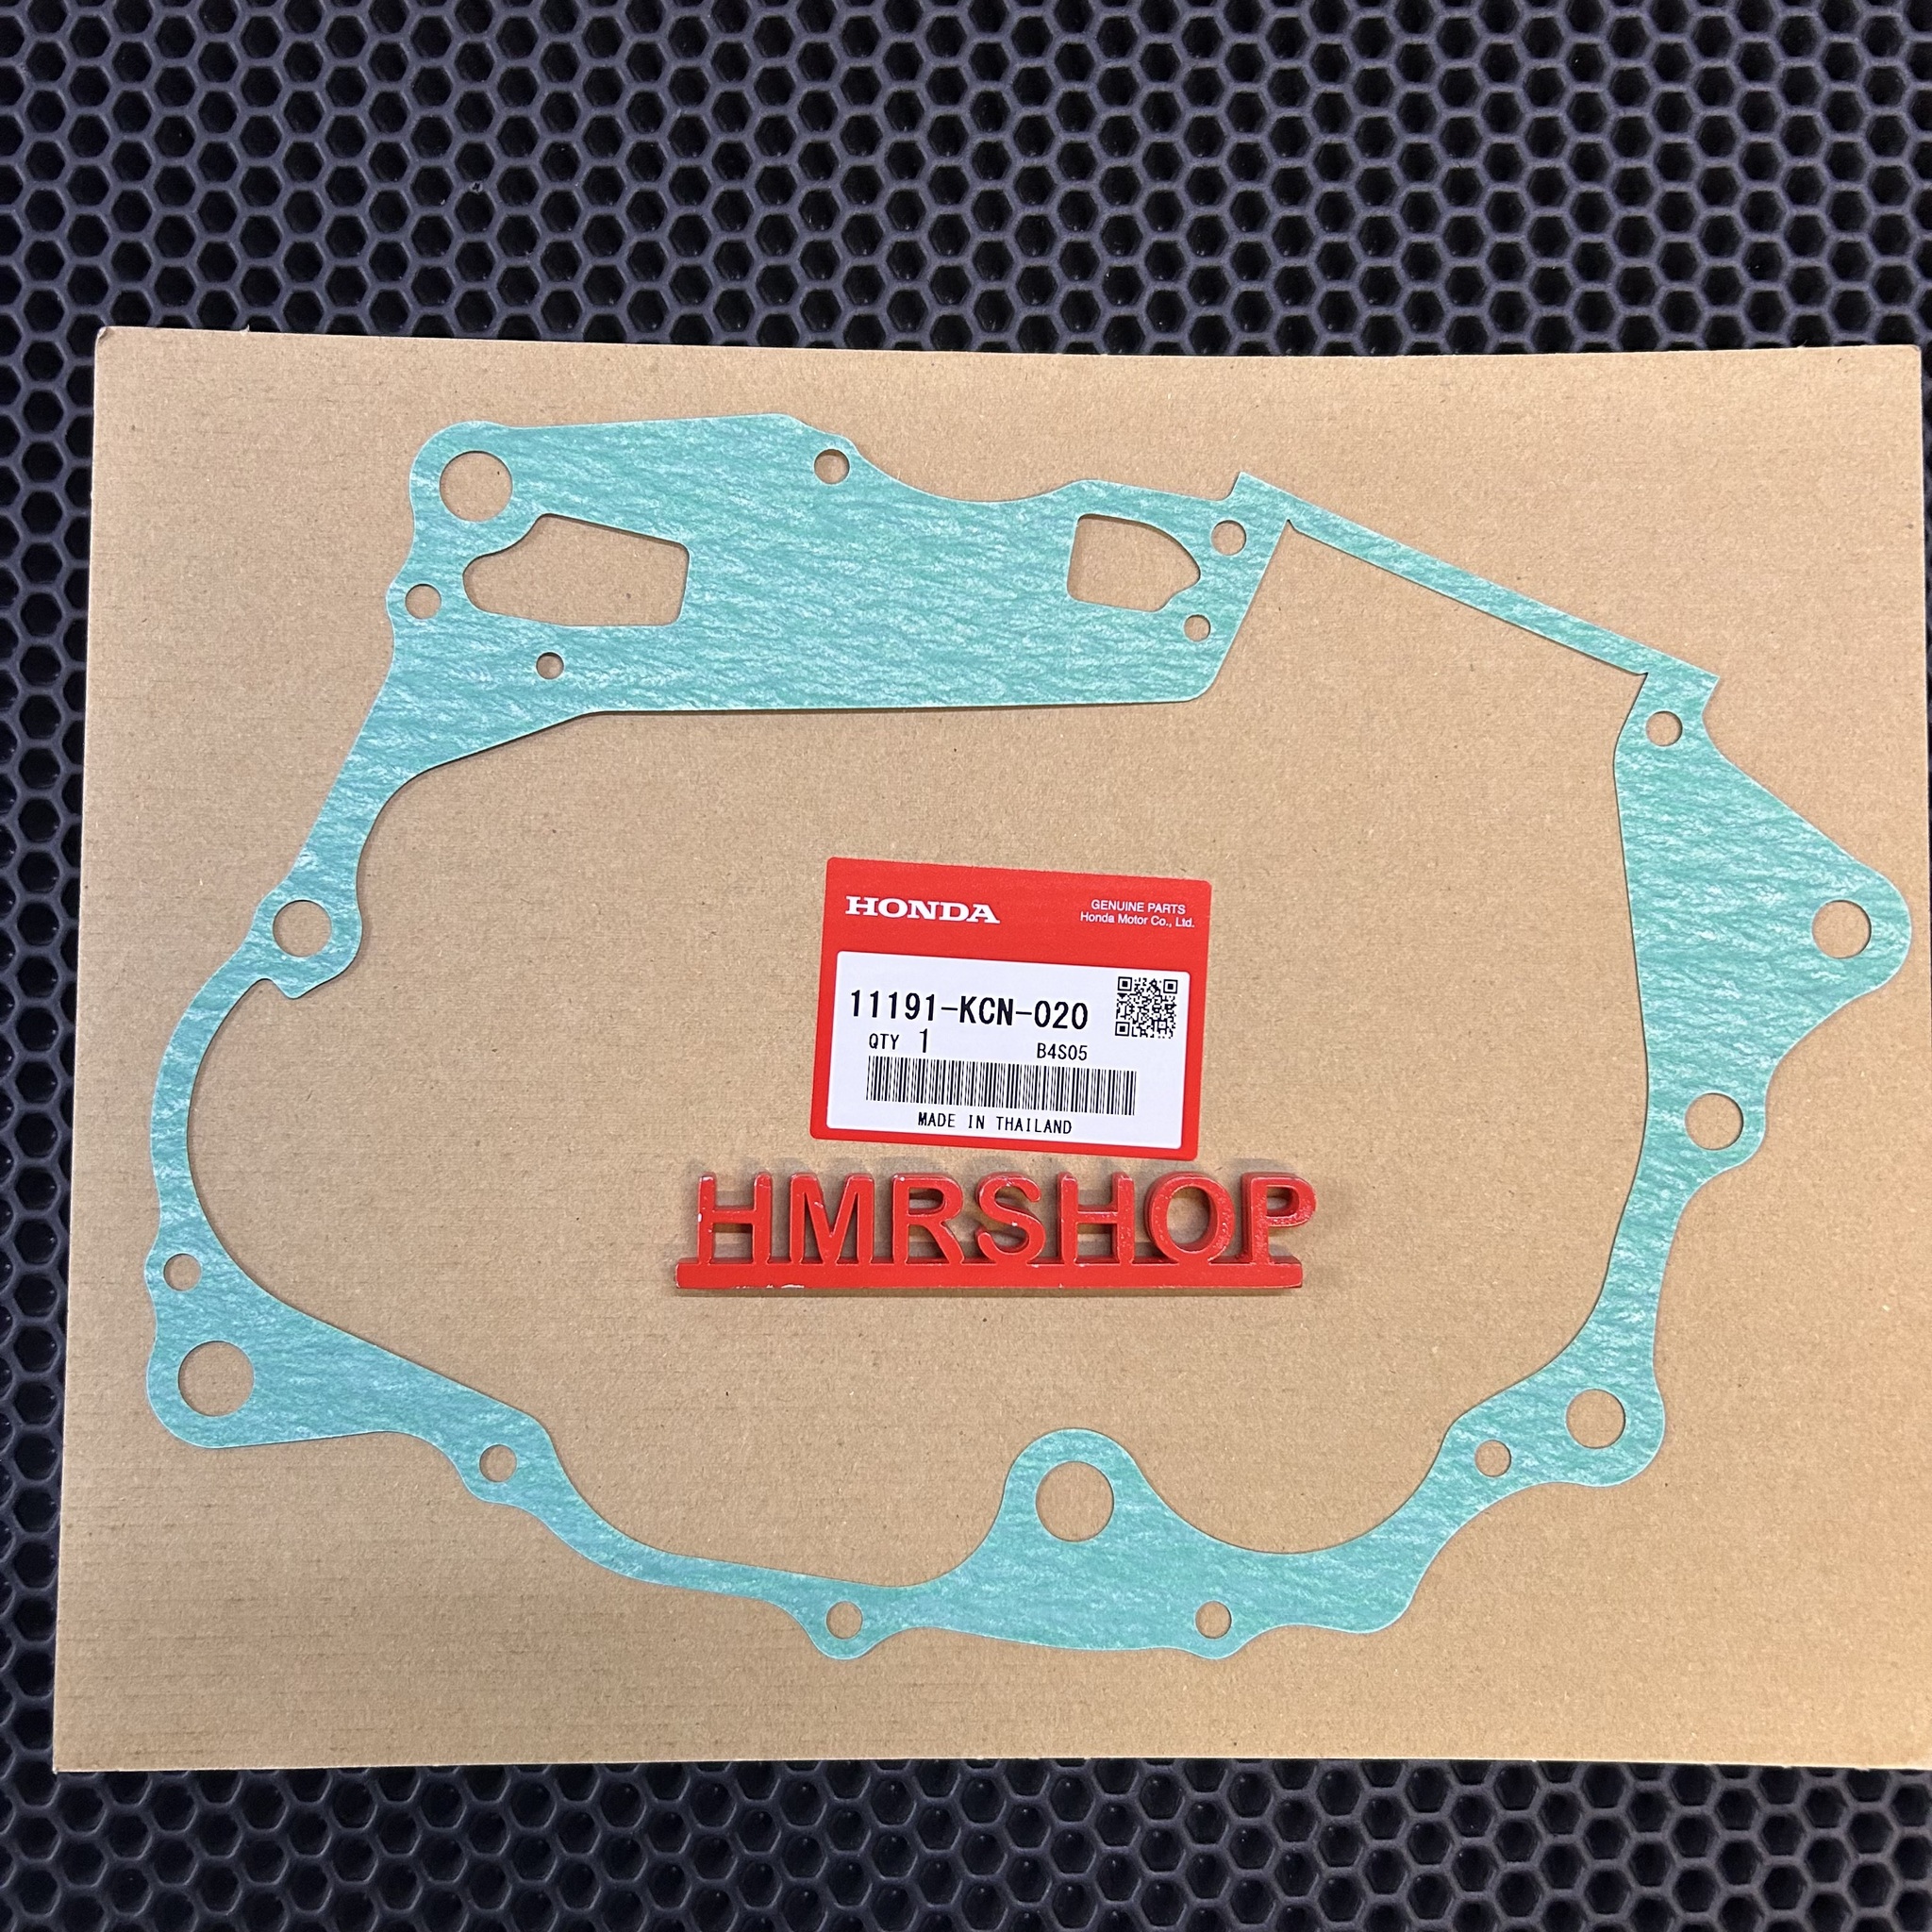 HONDA
GENUINE PARTS
Honda Motor Co., Ltd.
11191-KCN-020
QTY 1
B4S05
MADE IN THAILAND
HMRSHOP